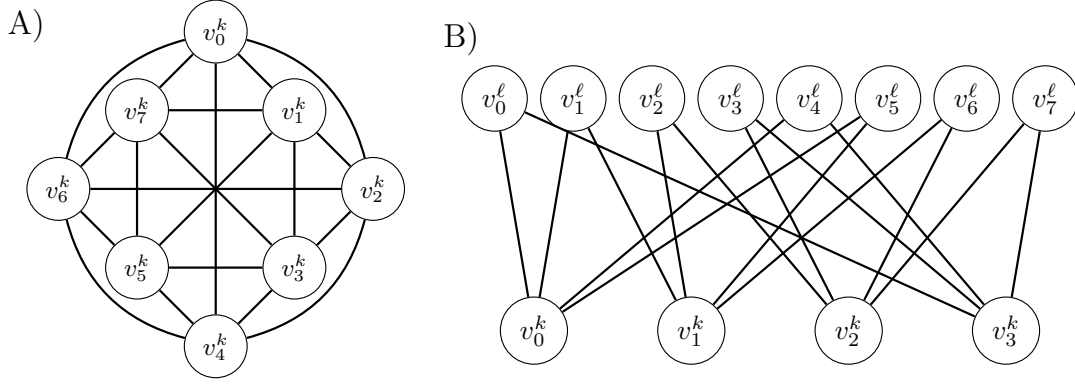 A)
v_0^k
v_7^k
v_1^k
v_6^k
v_2^k
v_5^k
v_3^k
v_4^k
B)
v_0^ℓ v_1^ℓ v_2^ℓ v_3^ℓ v_4^ℓ v_5^ℓ v_6^ℓ v_7^ℓ
v_0^k v_1^k v_2^k v_3^k